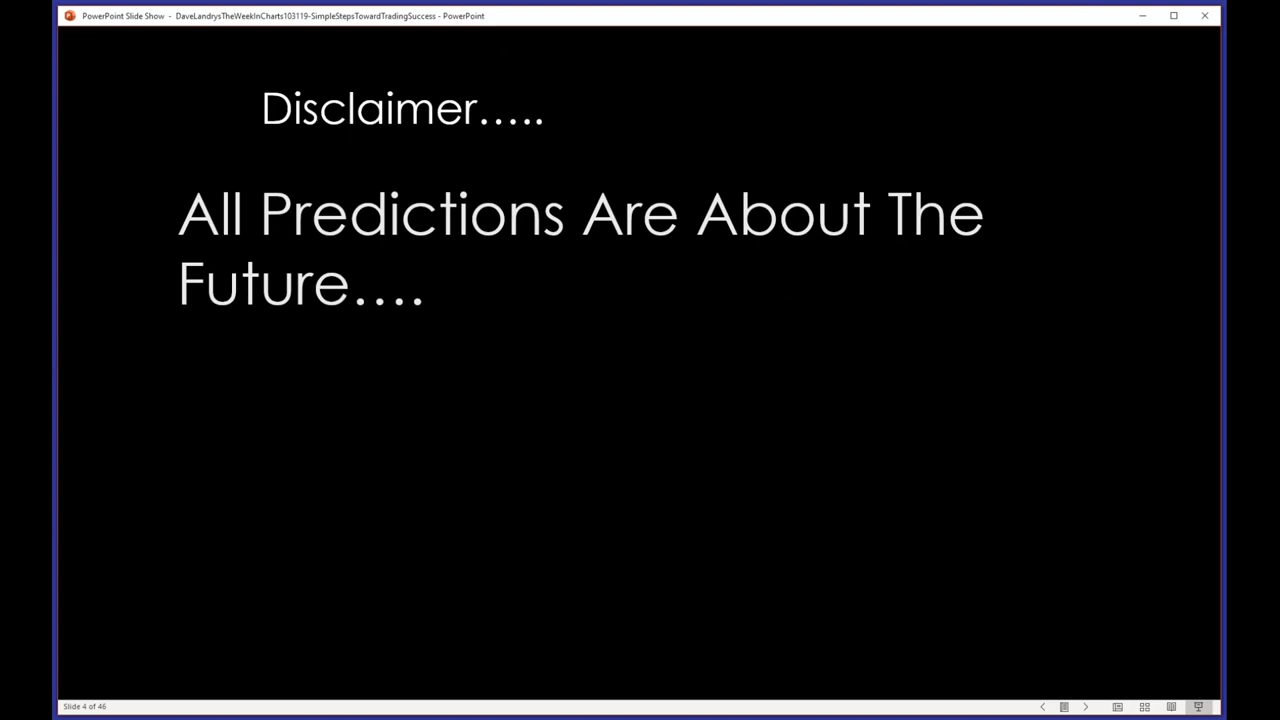 PowerPoint Slide Show - DaveLandrysTheWeekInCharts103119-SimpleStepsTowardTradingSuccess - PowerPoint
Disclaimer.....
All Predictions Are About The
Future....
Slide 4 of 46